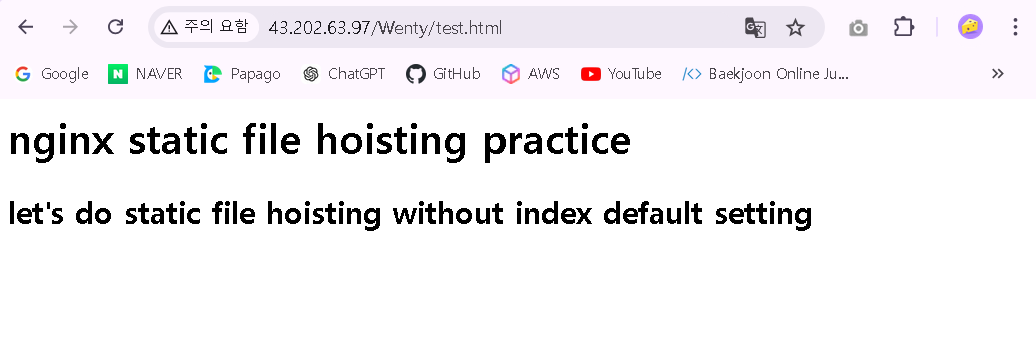 주의 요함 43.202.63.97/Wenty/test.html
Google NAVER Papago ChatGPT GitHub AWS YouTube Baekjoon Online Ju...
nginx static file hoisting practice
let's do static file hoisting without index default setting